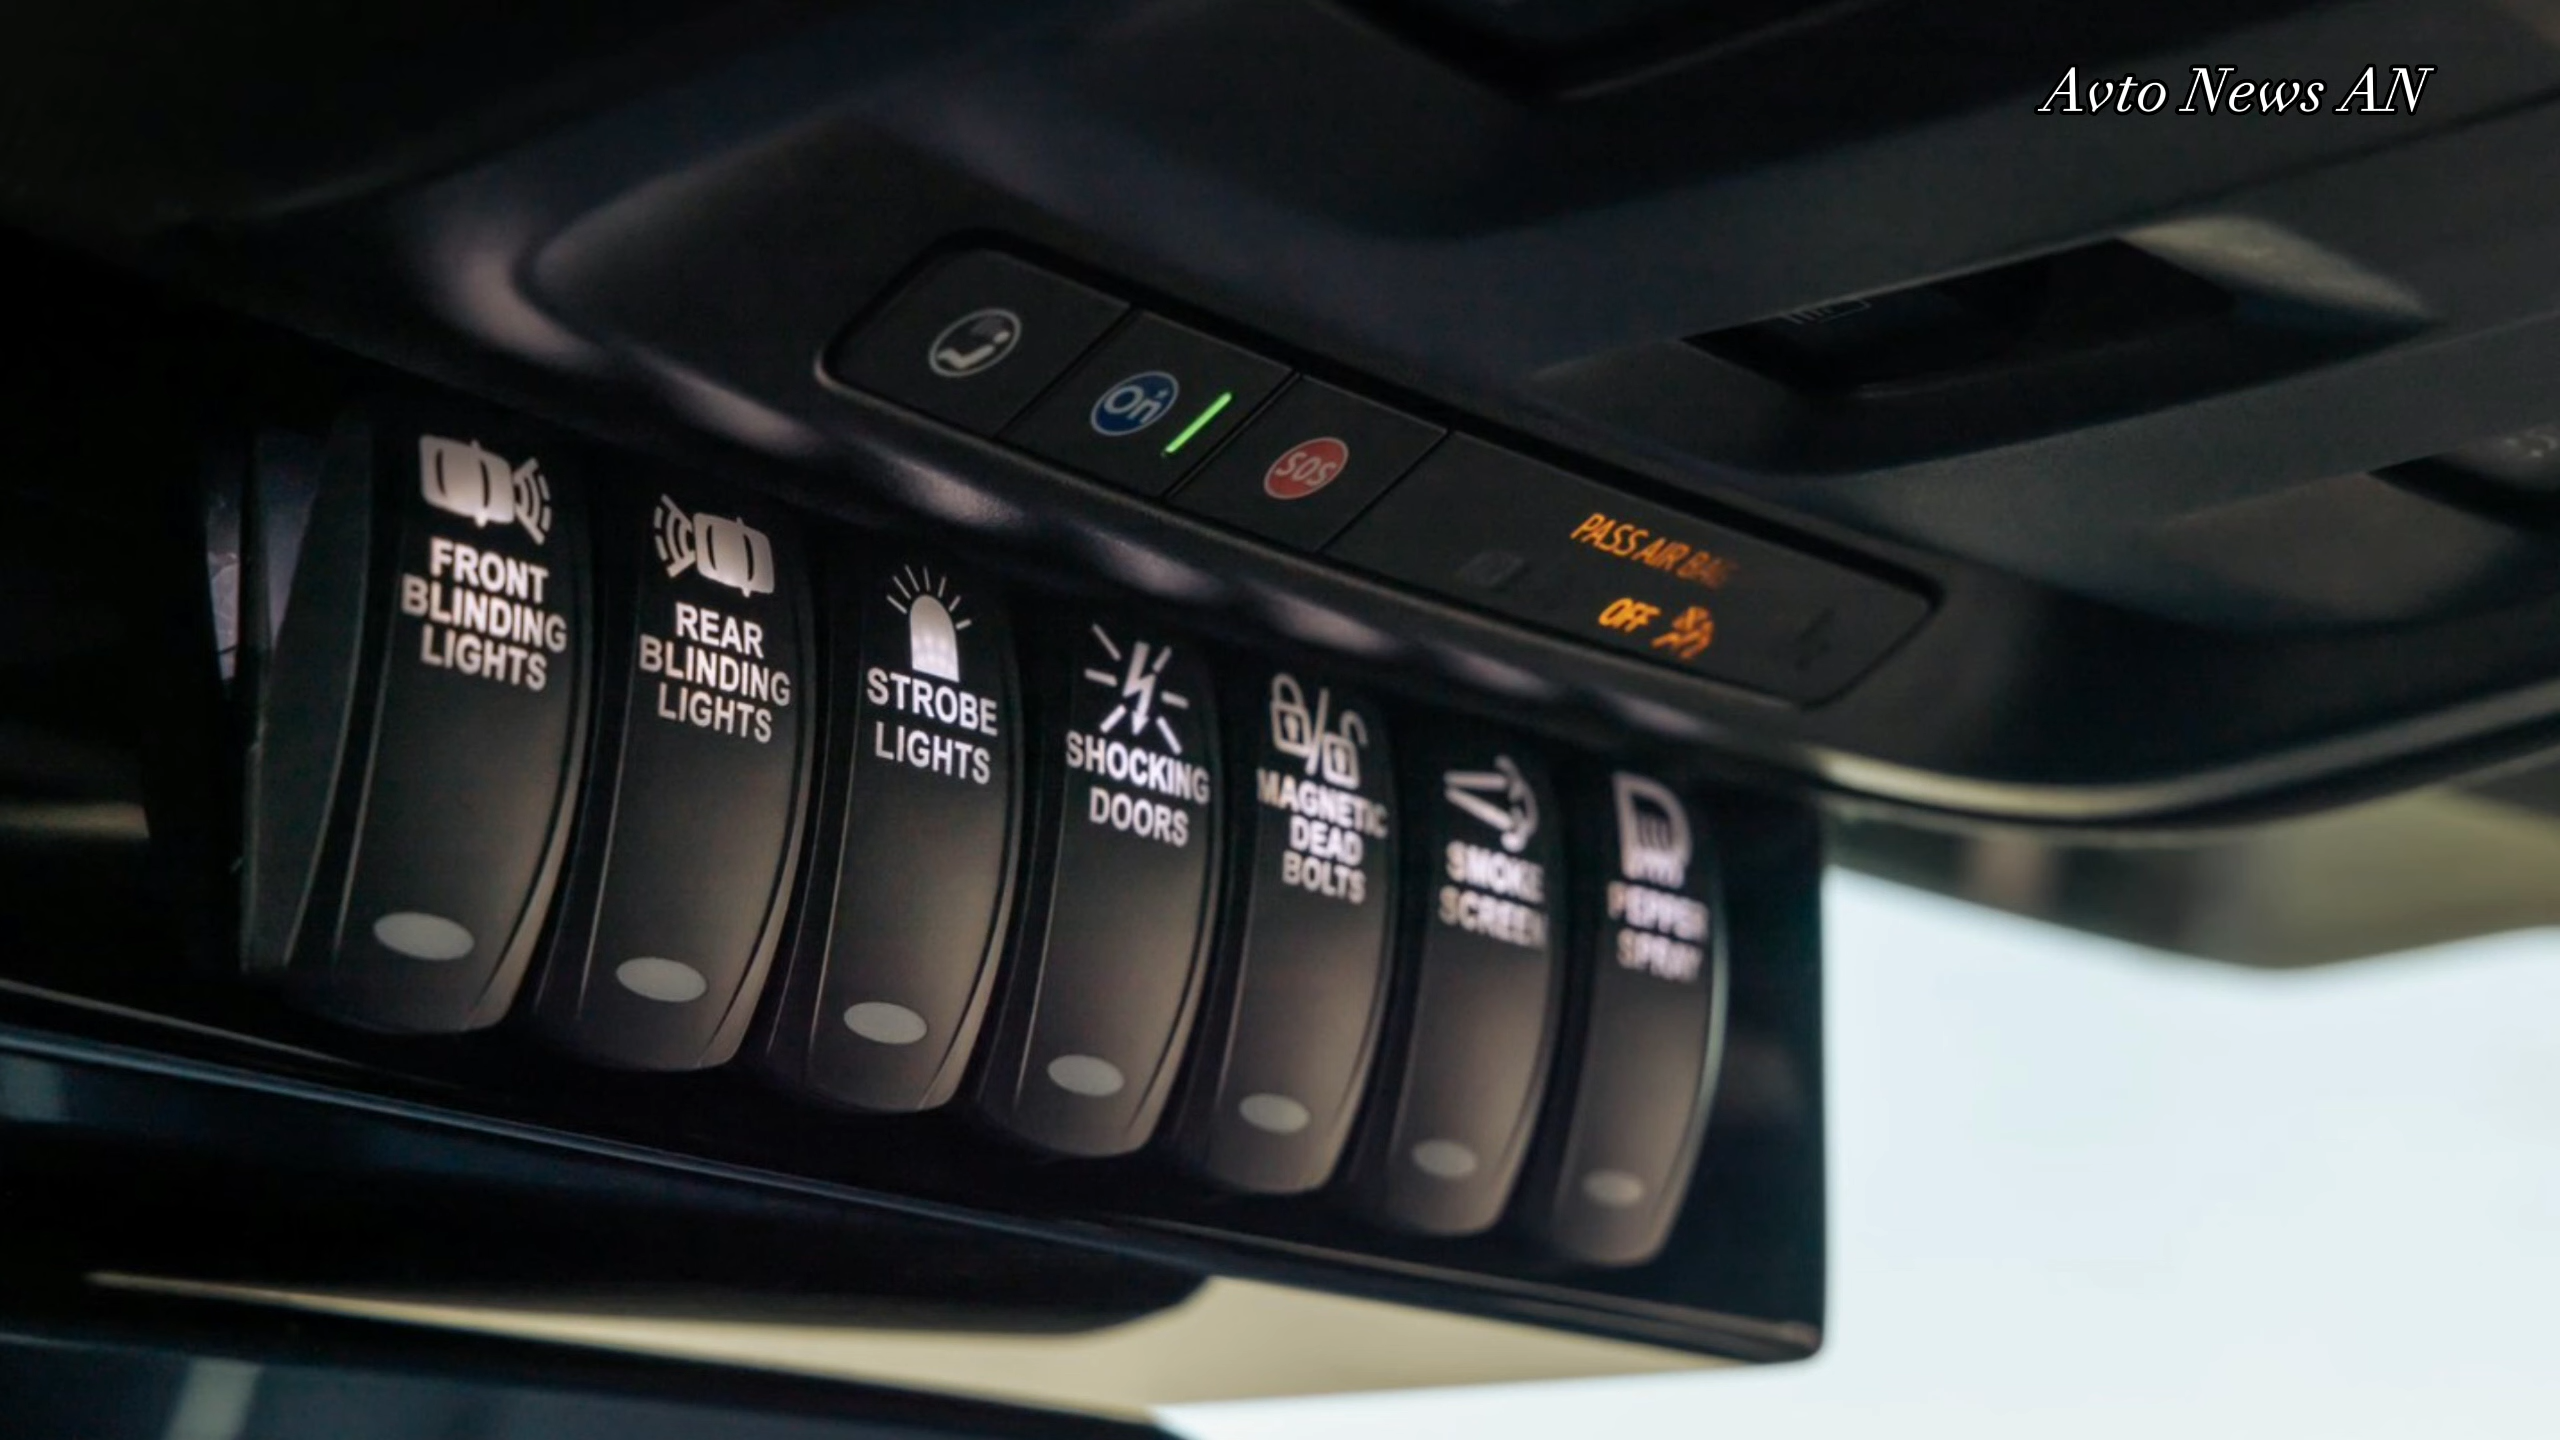 Avto News AN
On
SOS
PASS AIR BAG
OFF
FRONT
BLINDING
LIGHTS
REAR
BLINDING
LIGHTS
STROBE
LIGHTS
SHOCKING
DOORS
MAGNETIC
DEAD
BOLTS
SMOKE
SCREEN
PEPPER
SPRAY